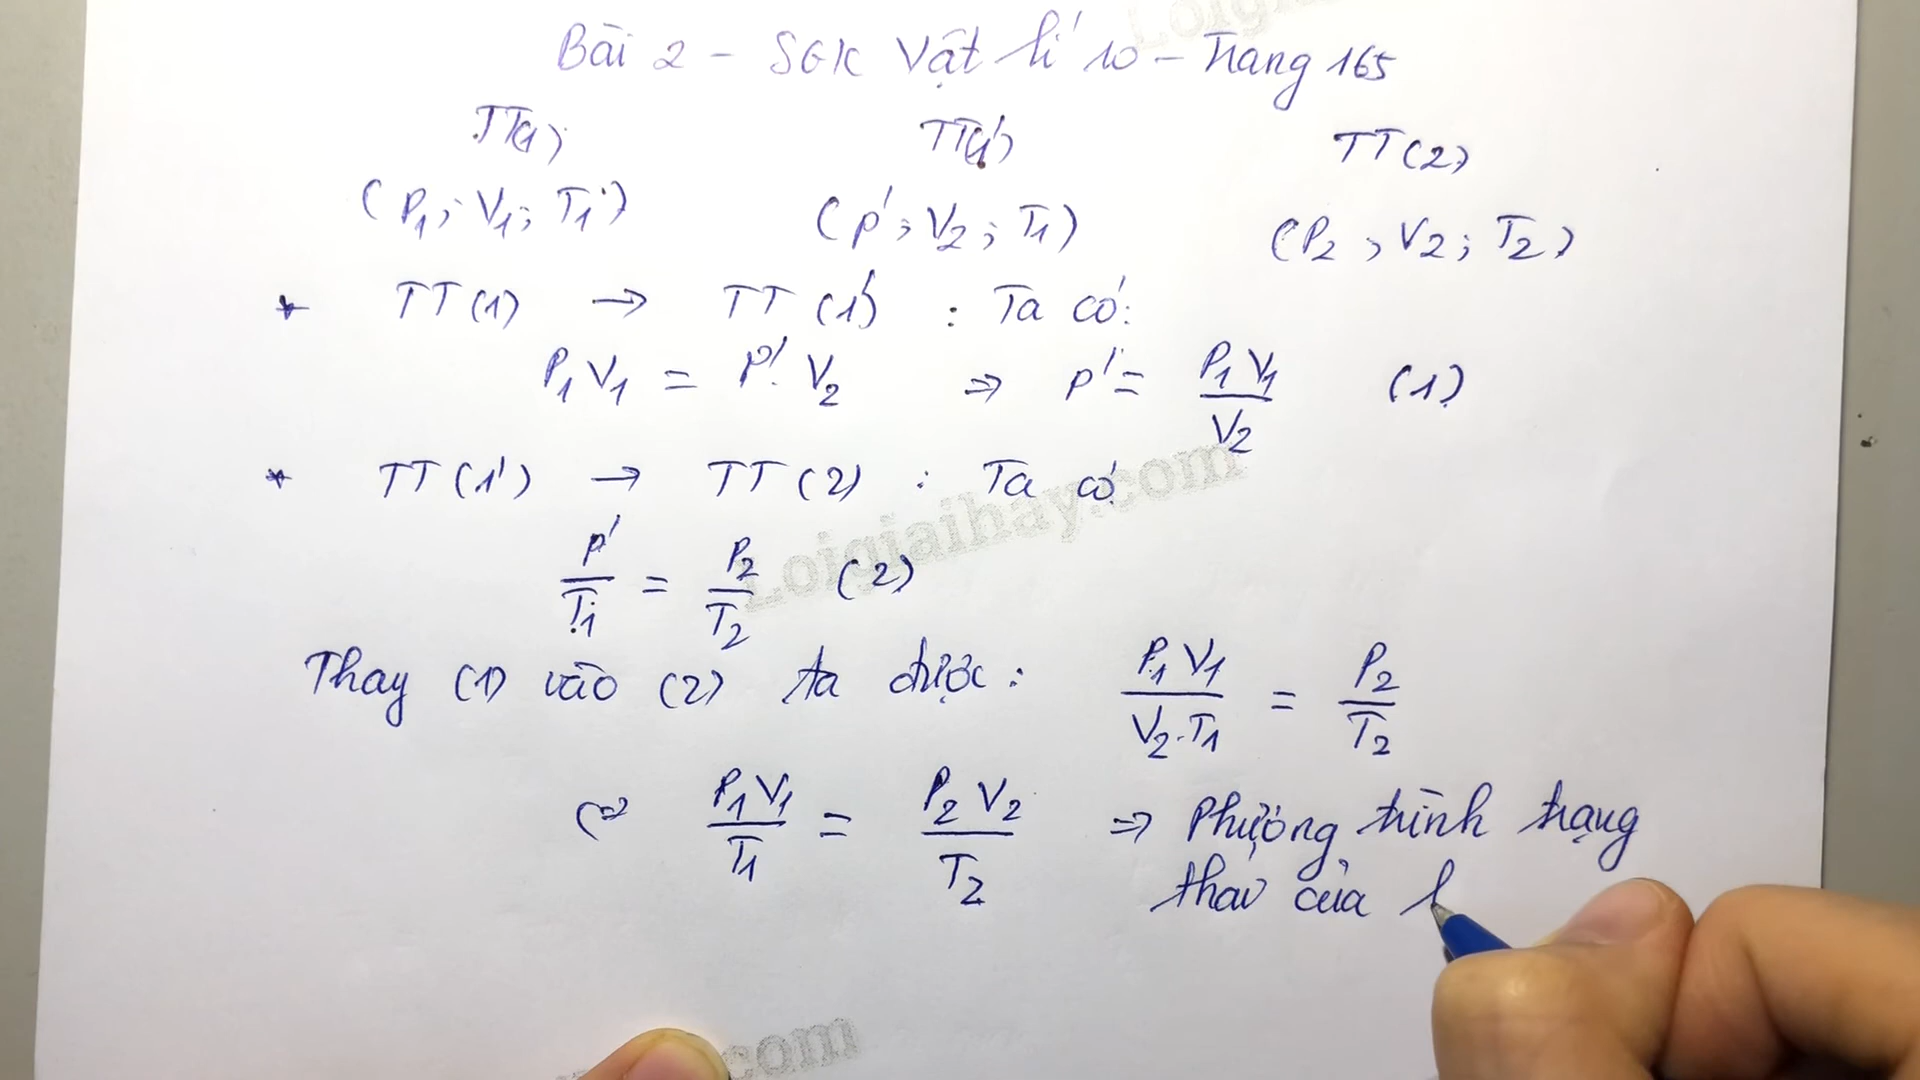 Bài 2 - SGK Vật lí 10 - Trang 165
TT(1) TT(1') TT(2)
(P1; V1; T1) (p'; V2; T1) (P2; V2; T2)
* TT(1) → TT(1') : Ta có:
P1V1 = P'.V2 ⇒ p' = P1V1/V2 (1)
* TT(1') → TT(2) : Ta có
P'/T1 = P2/T2 (2)
Thay (1) vào (2) ta được: P1V1/V2.T1 = P2/T2
⇔ P1V1/T1 = P2V2/T2 ⇒ Phương trình trạng
thái của
Loigiaihay.com
.com